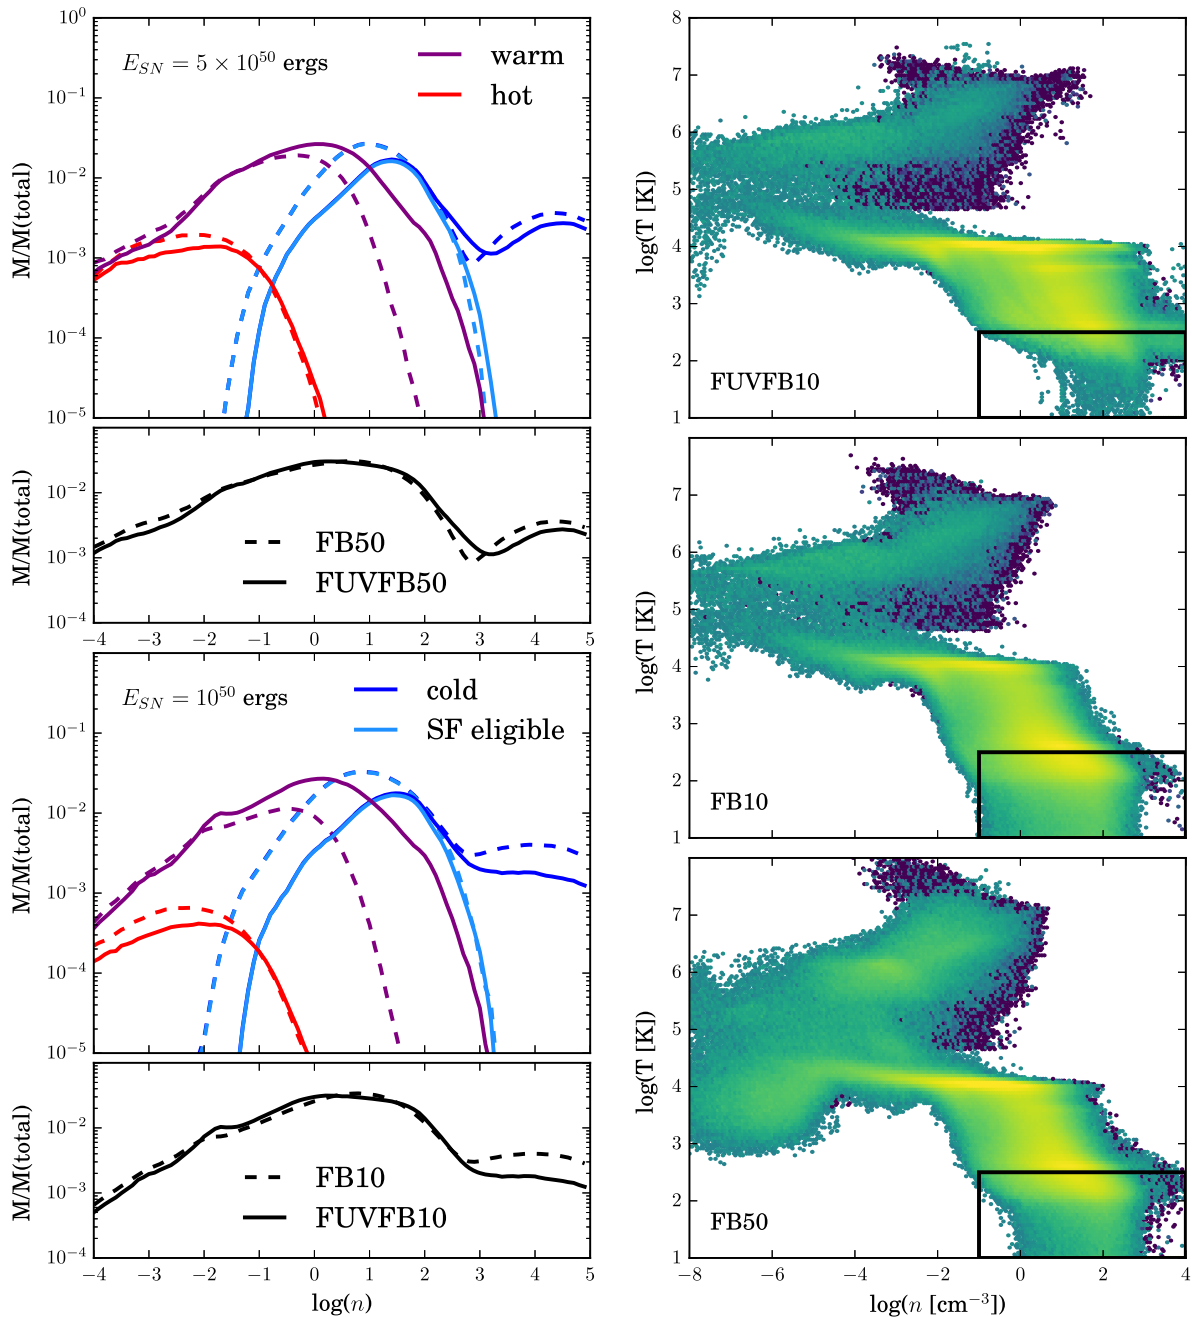 10^0
10^-1
10^-2
10^-3
10^-4
10^-5
M/M(total)
E_SN = 5 × 10^50 ergs
warm
hot
10^-2
10^-3
10^-4
M/M(total)
FB50
FUVFB50
−4 −3 −2 −1 0 1 2 3 4 5
10^-1
10^-2
10^-3
10^-4
10^-5
M/M(total)
E_SN = 10^50 ergs
cold
SF eligible
10^-2
10^-3
10^-4
M/M(total)
FB10
FUVFB10
−4 −3 −2 −1 0 1 2 3 4 5
log(n)
8
7
6
5
4
3
2
1
log(T [K])
FUVFB10
7
6
5
4
3
2
1
log(T [K])
FB10
7
6
5
4
3
2
1
log(T [K])
FB50
−8 −6 −4 −2 0 2 4
log(n [cm^-3])